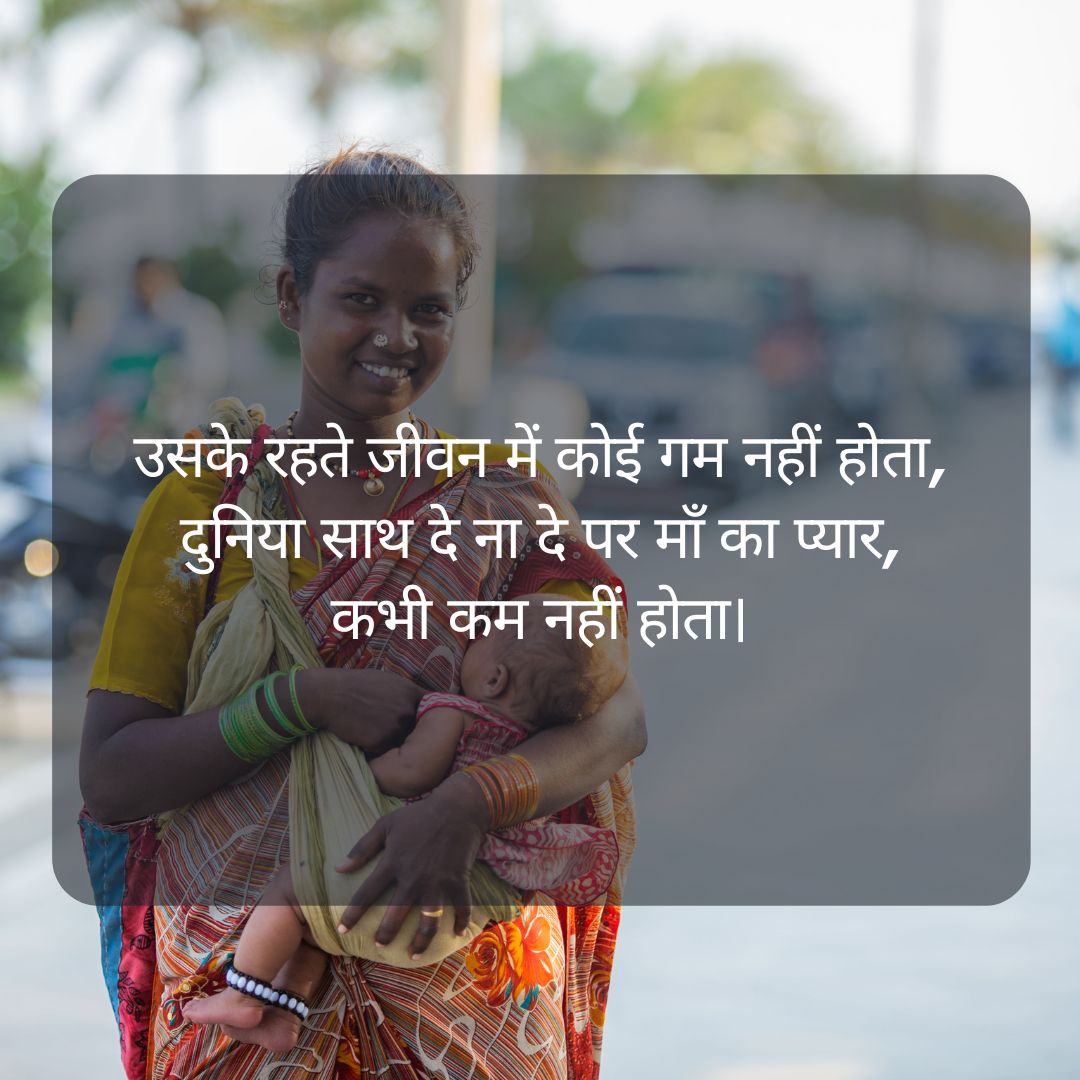 उसके रहते जीवन में कोई गम नहीं होता,
दुनिया साथ दे ना दे पर माँ का प्यार,
कभी कम नहीं होता।